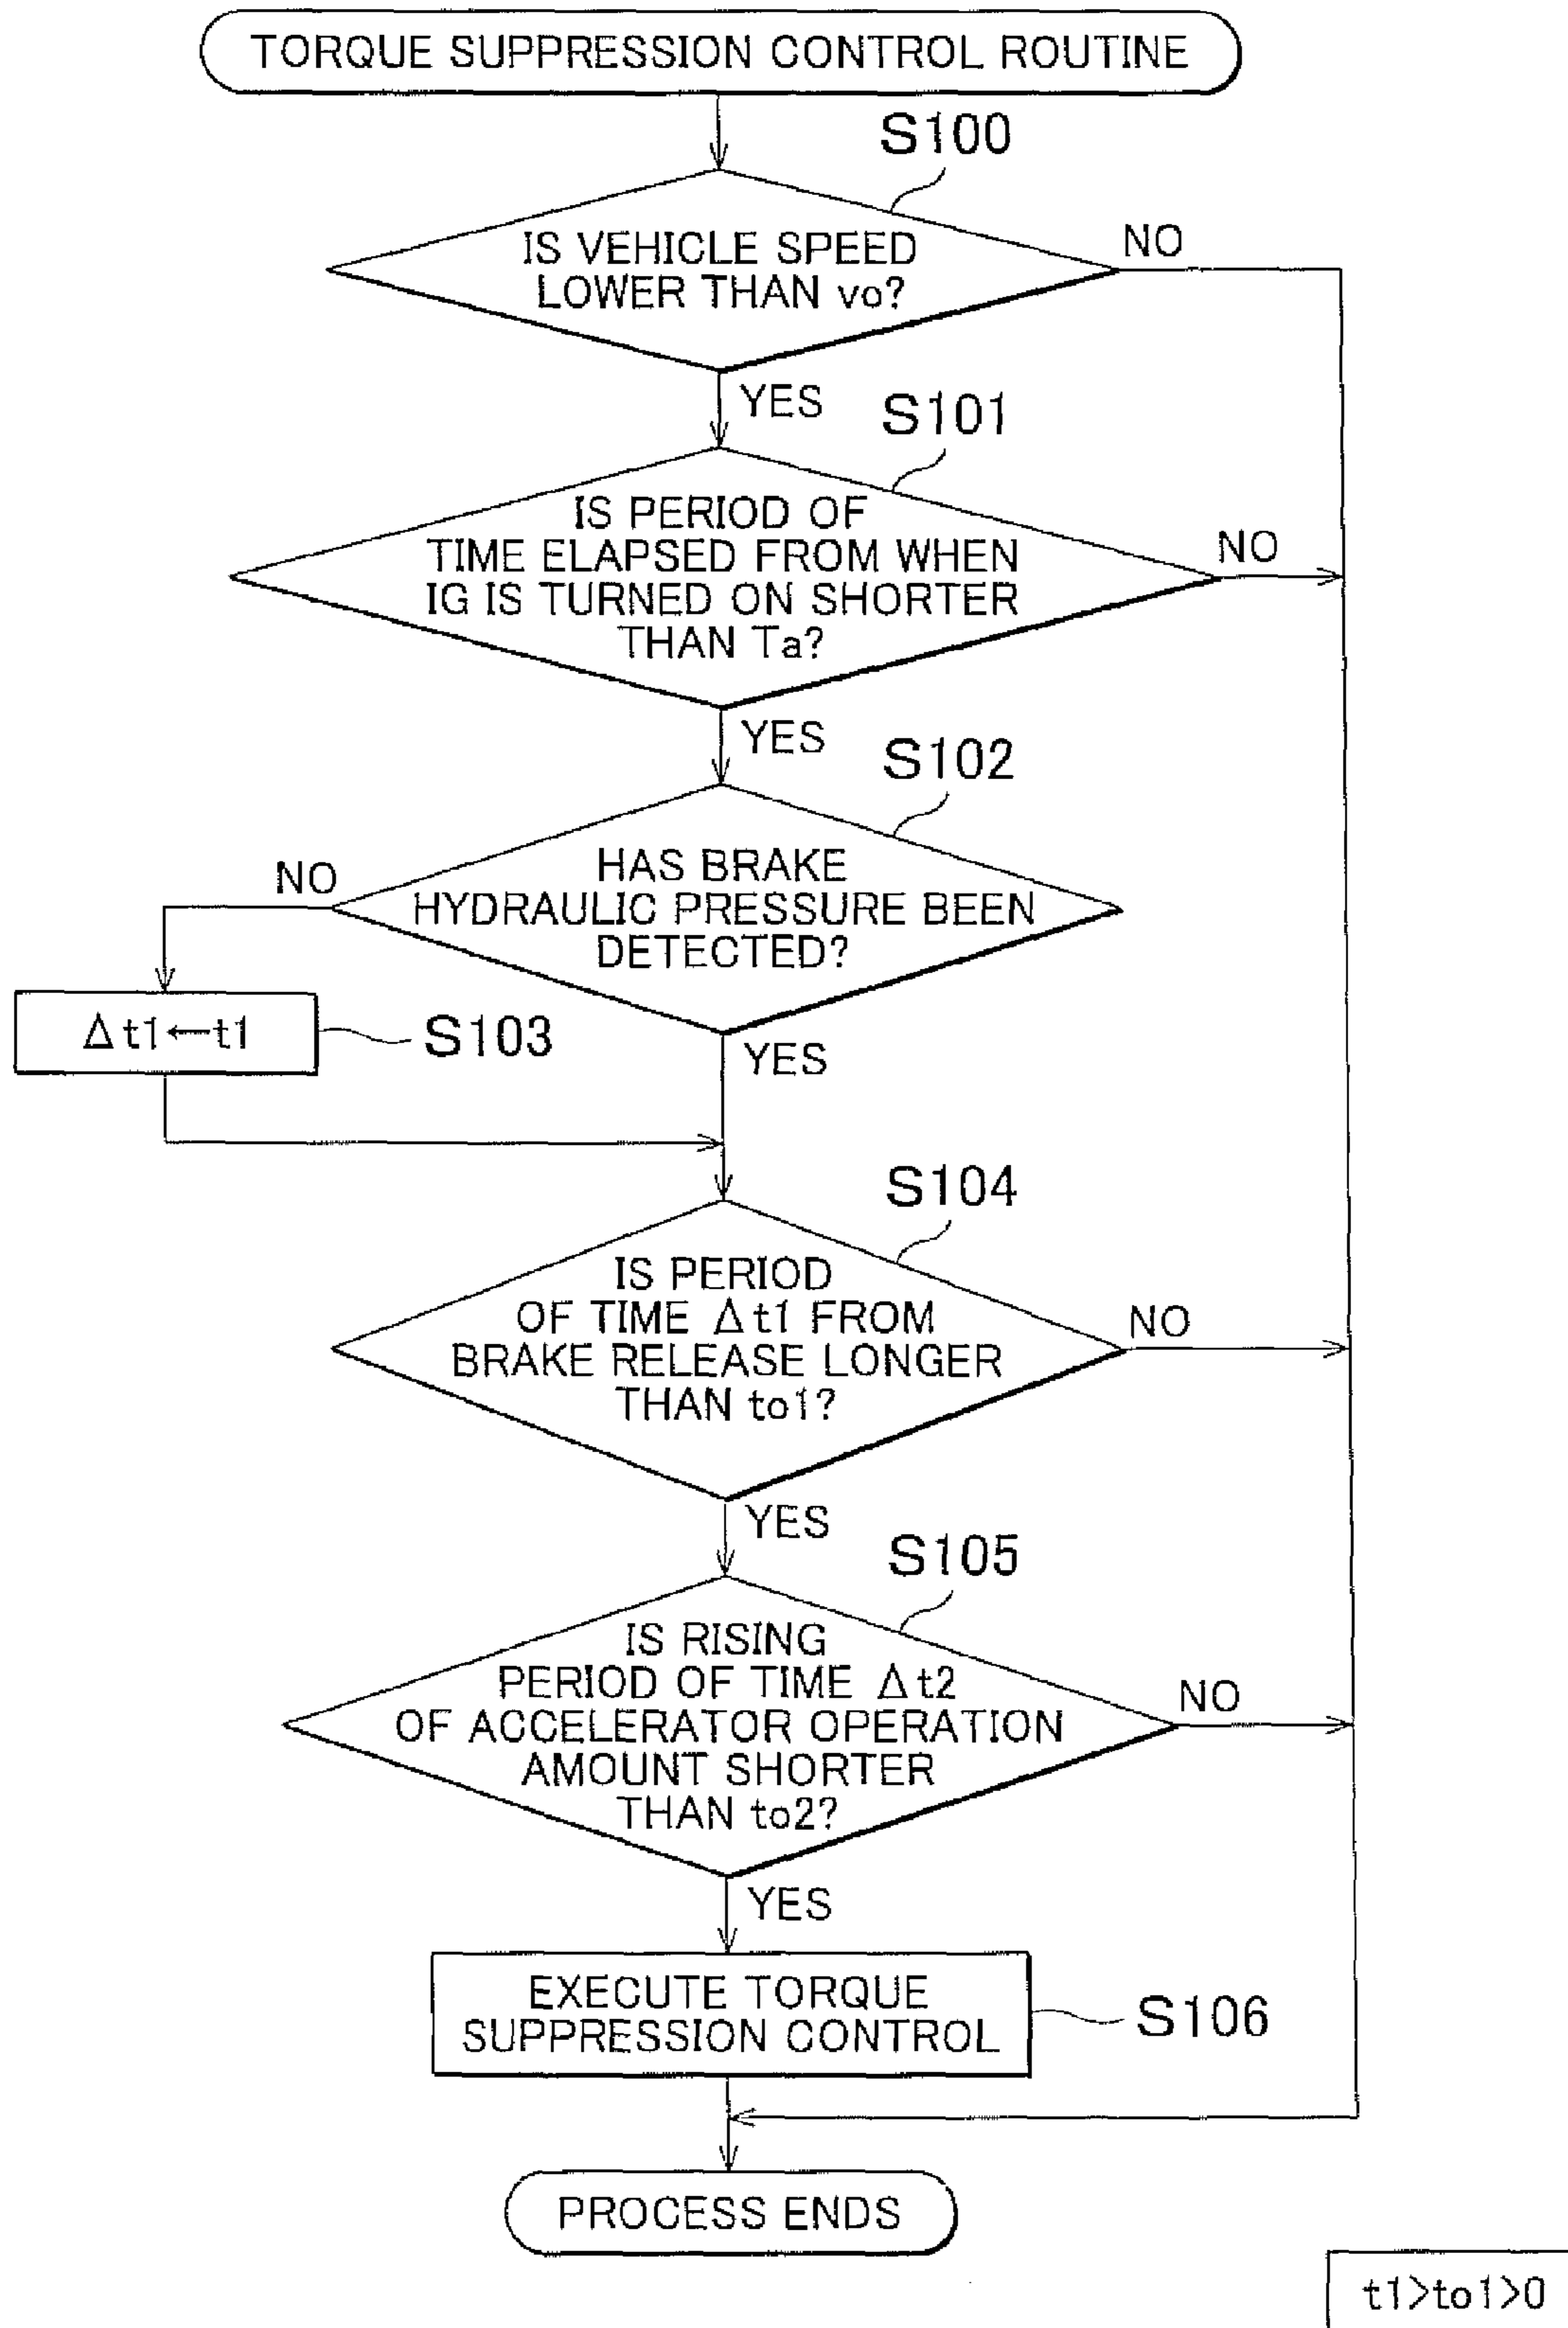 TORQUE SUPPRESSION CONTROL ROUTINE
S100
IS VEHICLE SPEED
LOWER THAN vo?
NO
YES
S101
IS PERIOD OF
TIME ELAPSED FROM WHEN
IG IS TURNED ON SHORTER
THAN Ta?
NO
YES
S102
HAS BRAKE
HYDRAULIC PRESSURE BEEN
DETECTED?
NO
Δt1←t1
S103
YES
S104
IS PERIOD
OF TIME Δt1 FROM
BRAKE RELEASE LONGER
THAN to1?
NO
YES
S105
IS RISING
PERIOD OF TIME Δt2
OF ACCELERATOR OPERATION
AMOUNT SHORTER
THAN to2?
NO
YES
EXECUTE TORQUE
SUPPRESSION CONTROL
S106
PROCESS ENDS
t1>to1>0